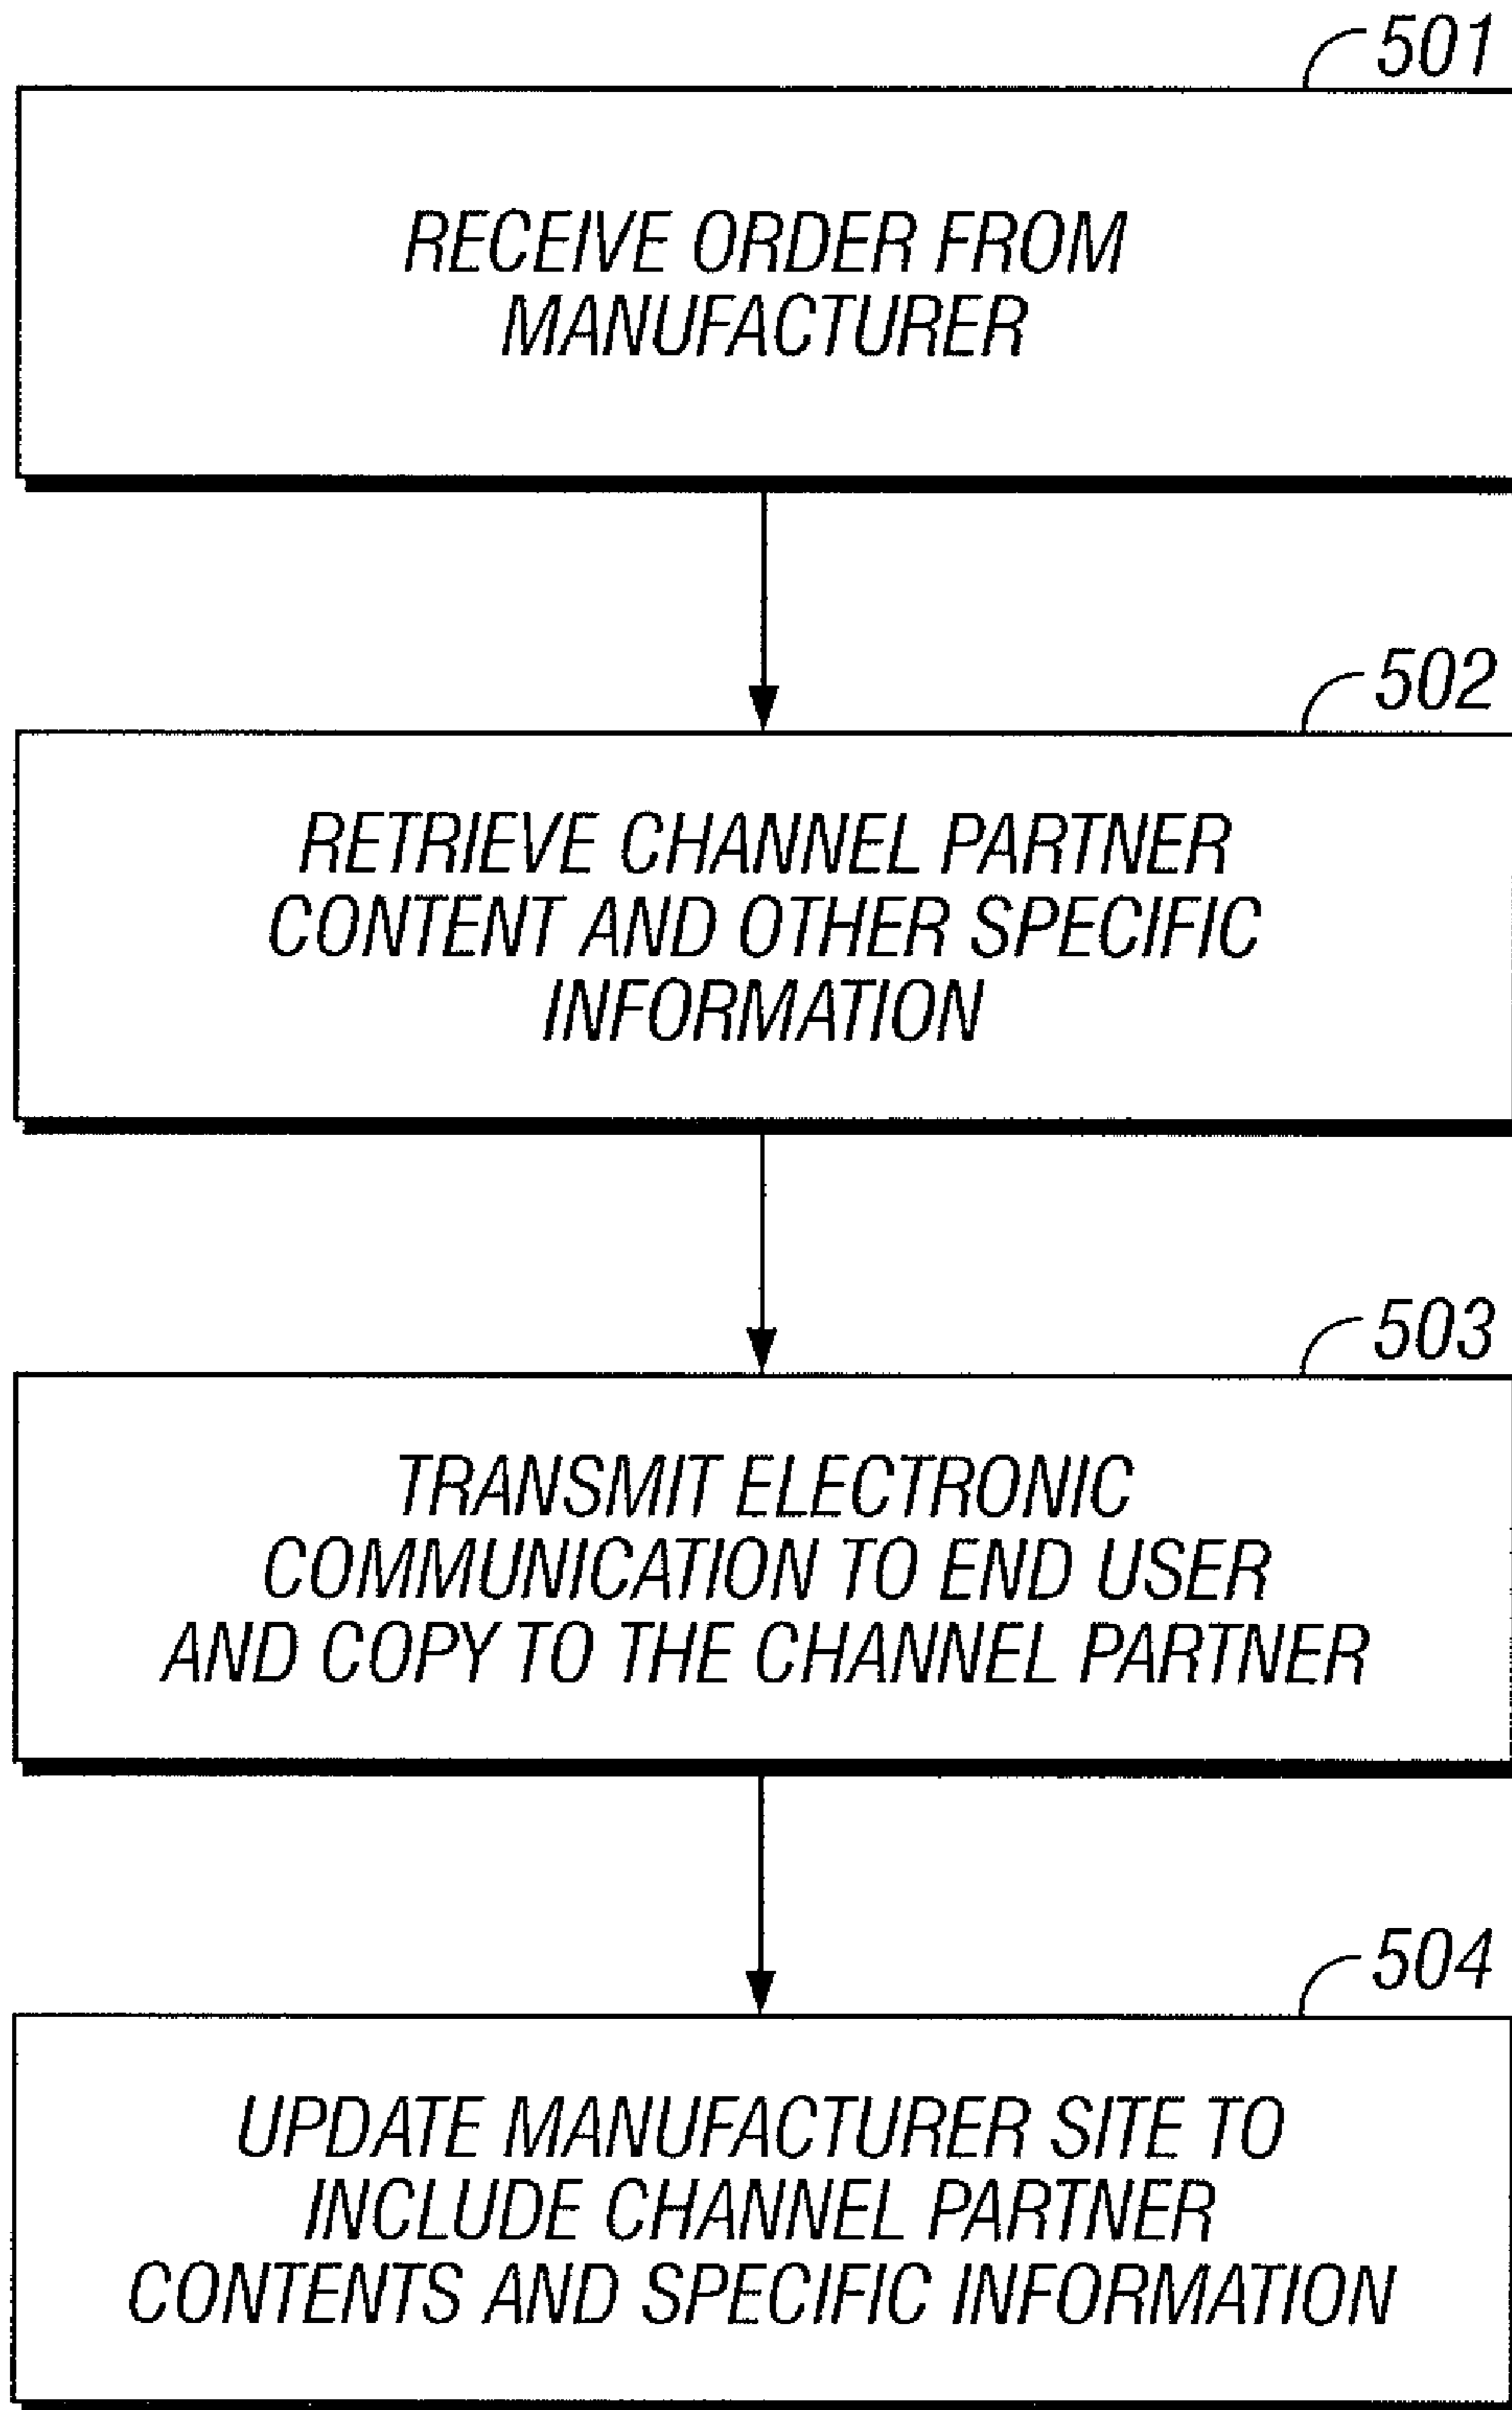 501
RECEIVE ORDER FROM
MANUFACTURER
502
RETRIEVE CHANNEL PARTNER
CONTENT AND OTHER SPECIFIC
INFORMATION
503
TRANSMIT ELECTRONIC
COMMUNICATION TO END USER
AND COPY TO THE CHANNEL PARTNER
504
UPDATE MANUFACTURER SITE TO
INCLUDE CHANNEL PARTNER
CONTENTS AND SPECIFIC INFORMATION